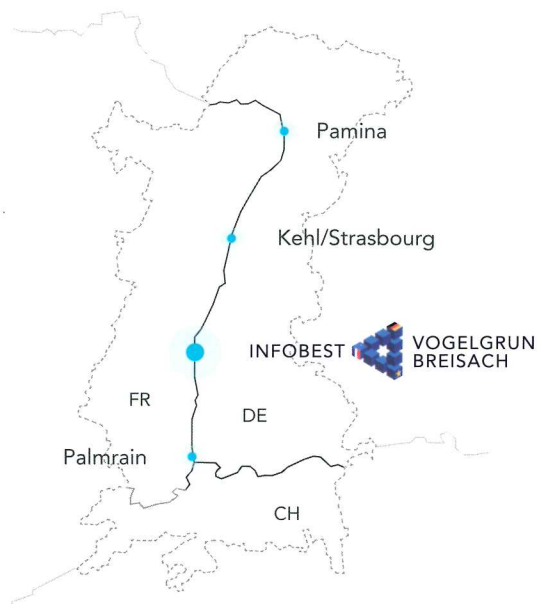 Pamina
Kehl/Strasbourg
INFOBEST
VOGELGRUN
BREISACH
FR
DE
Palmrain
CH